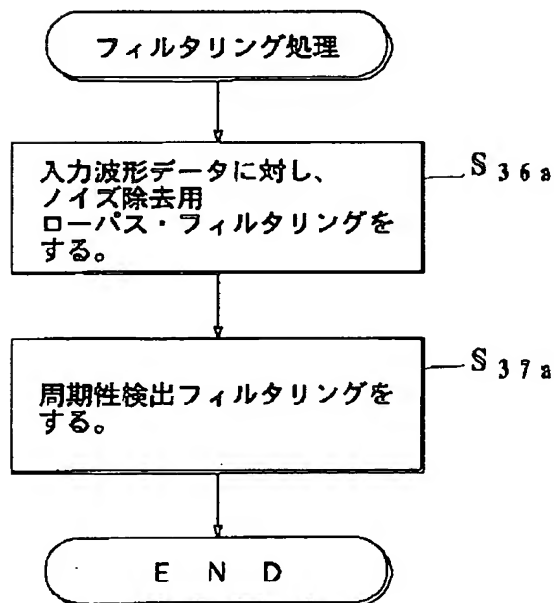 フィルタリング処理
入力波形データに対し、
ノイズ除去用
ローパス・フィルタリングを
する。
S36a
周期性検出フィルタリングを
する。
S37a
E N D